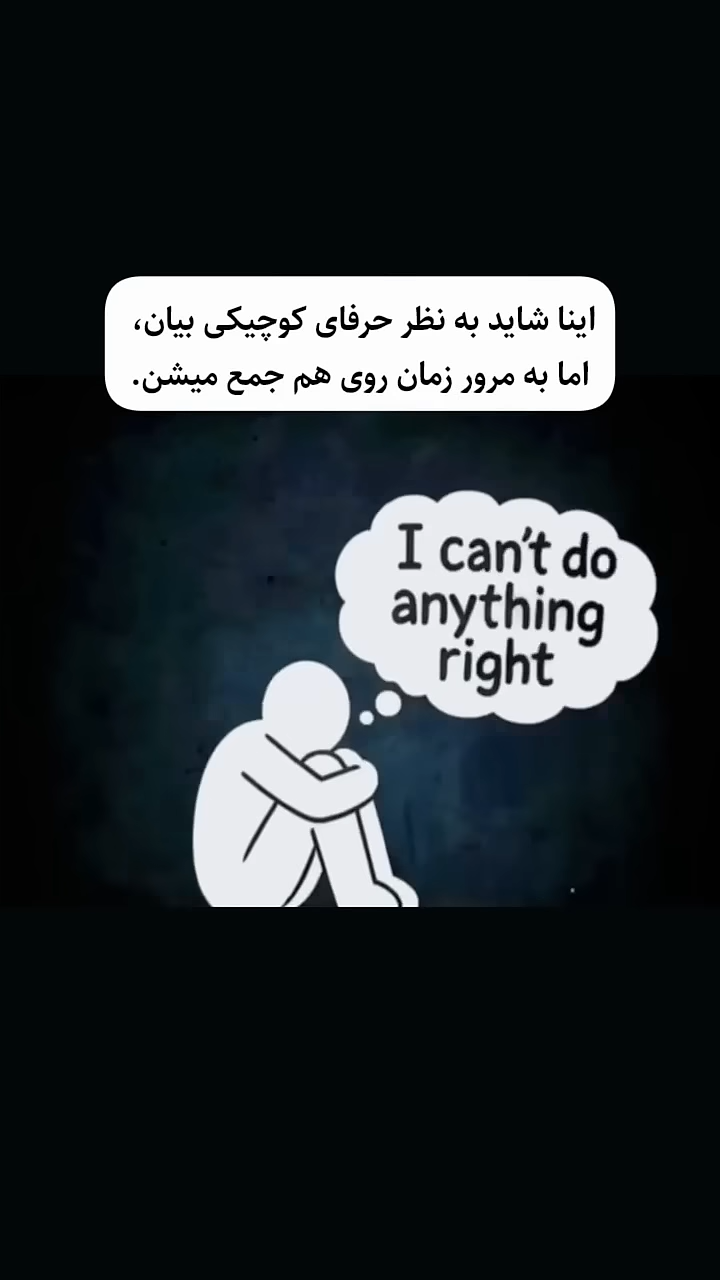 اینا شاید به نظر حرفای کوچیکی بیان،
اما به مرور زمان روی هم جمع میشن.
I can't do
anything
right